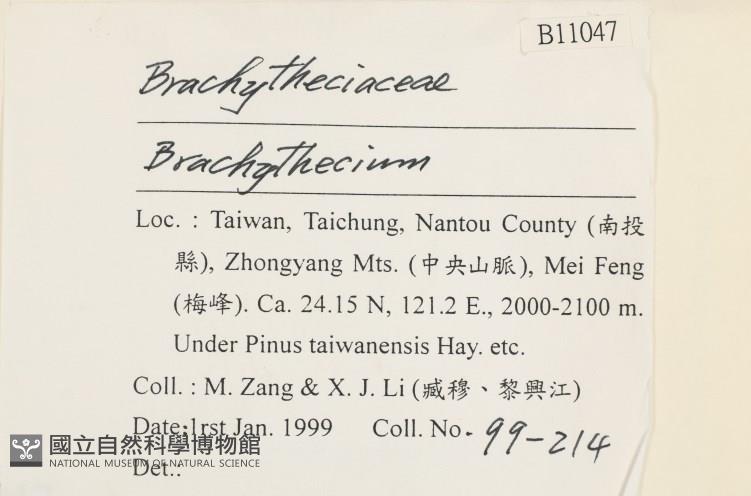 B11047
Brachytheciaceae
Brachythecium
Loc. : Taiwan, Taichung, Nantou County (南投
縣), Zhongyang Mts. (中央山脈), Mei Feng
(梅峰). Ca. 24.15 N, 121.2 E., 2000-2100 m.
Under Pinus taiwanensis Hay. etc.
Coll. : M. Zang & X. J. Li (臧穆、黎興江)
Date:1rst Jan. 1999 Coll. No. 99-214
國立自然科學博物館
NATIONAL MUSEUM OF NATURAL SCIENCE
Det.: